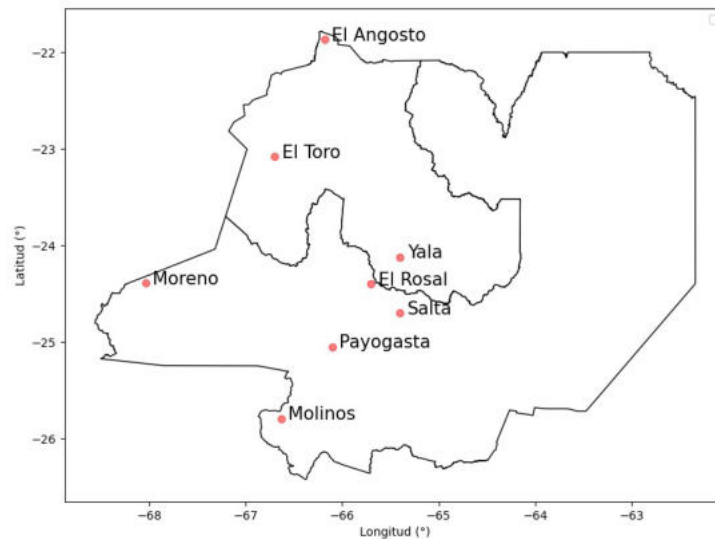 El Angosto
−22
El Toro
−23
Yala
−24
Moreno
El Rosal
Salta
Payogasta
−25
Molinos
−26
Latitud (°)
−68
−67
−66
−65
−64
−63
Longitud (°)